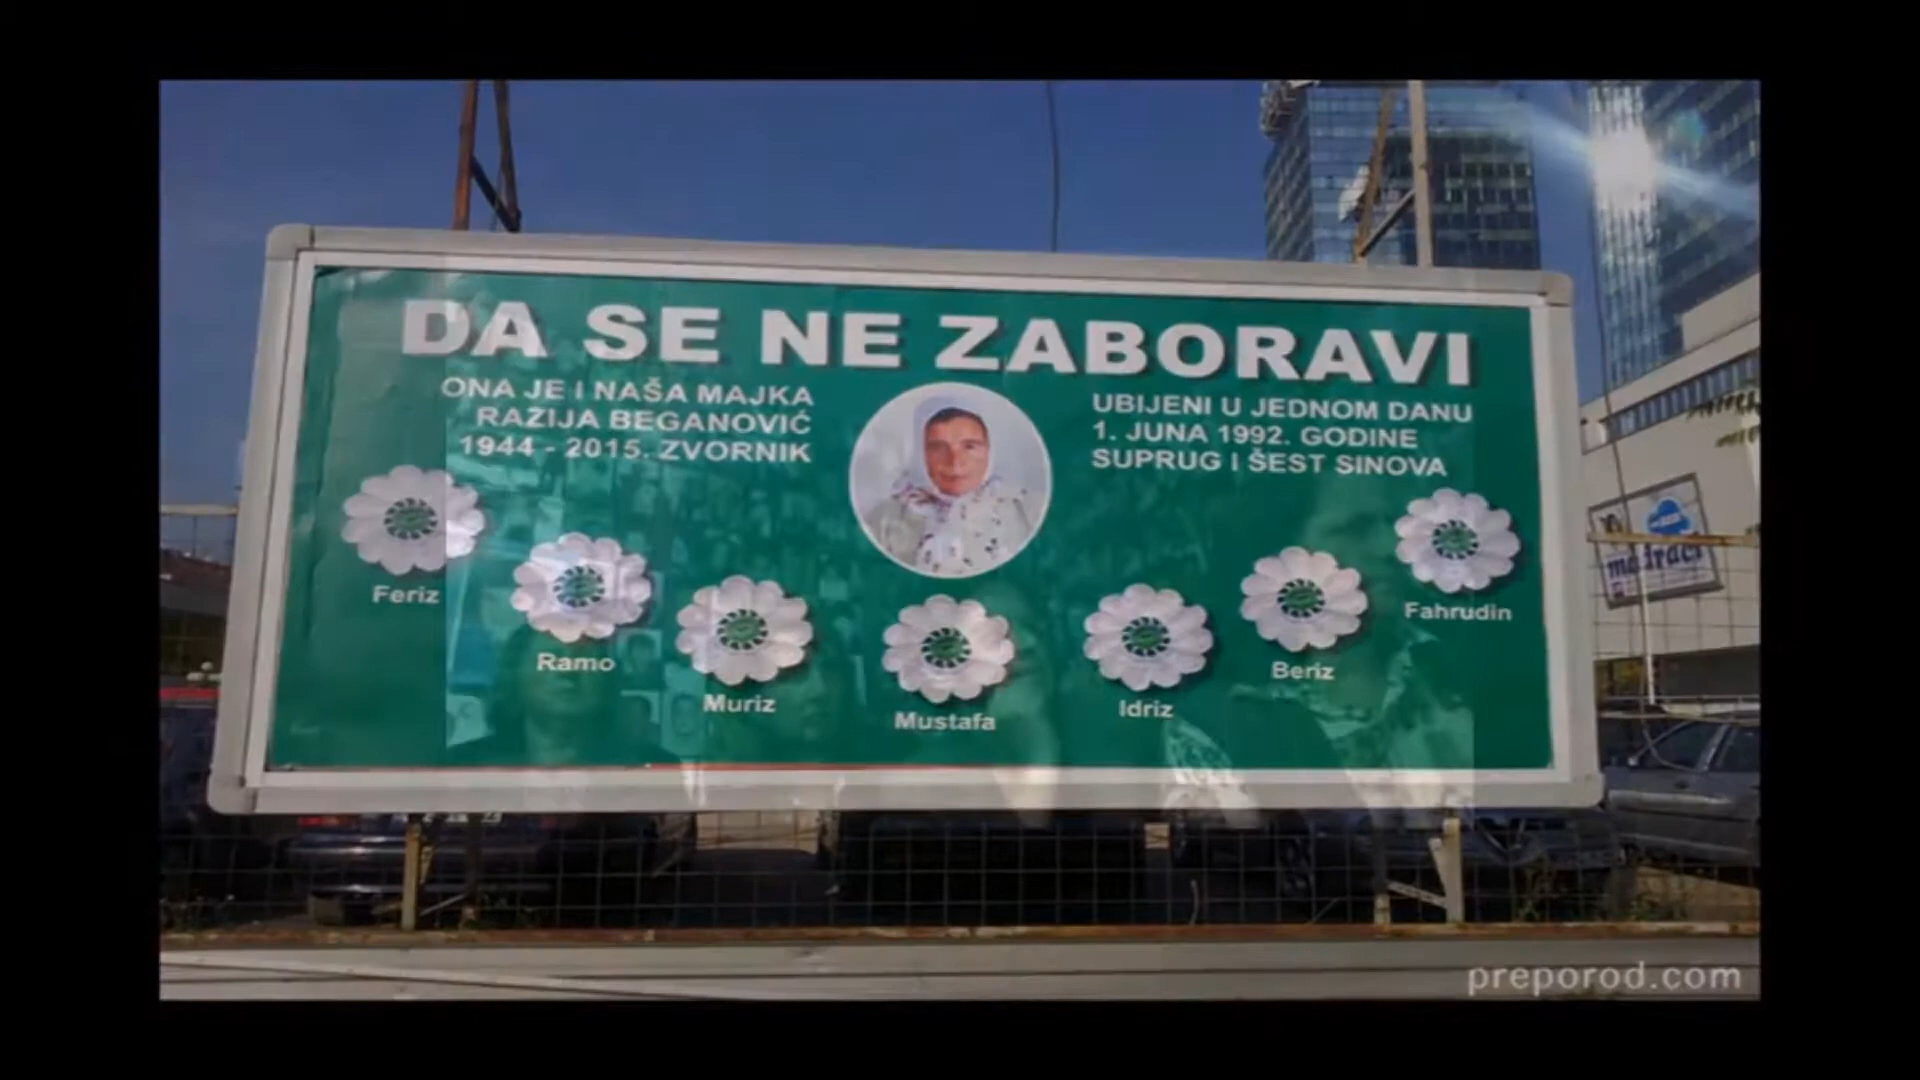 DA SE NE ZABORAVI
ONA JE I NAŠA MAJKA
RAZIJA BEGANOVIĆ
1944 - 2015. ZVORNIK
UBIJENI U JEDNOM DANU
1. JUNA 1992. GODINE
SUPRUG I ŠEST SINOVA
Feriz
Ramo
Muriz
Mustafa
Idriz
Beriz
Fahrudin
madraci
preporod.com